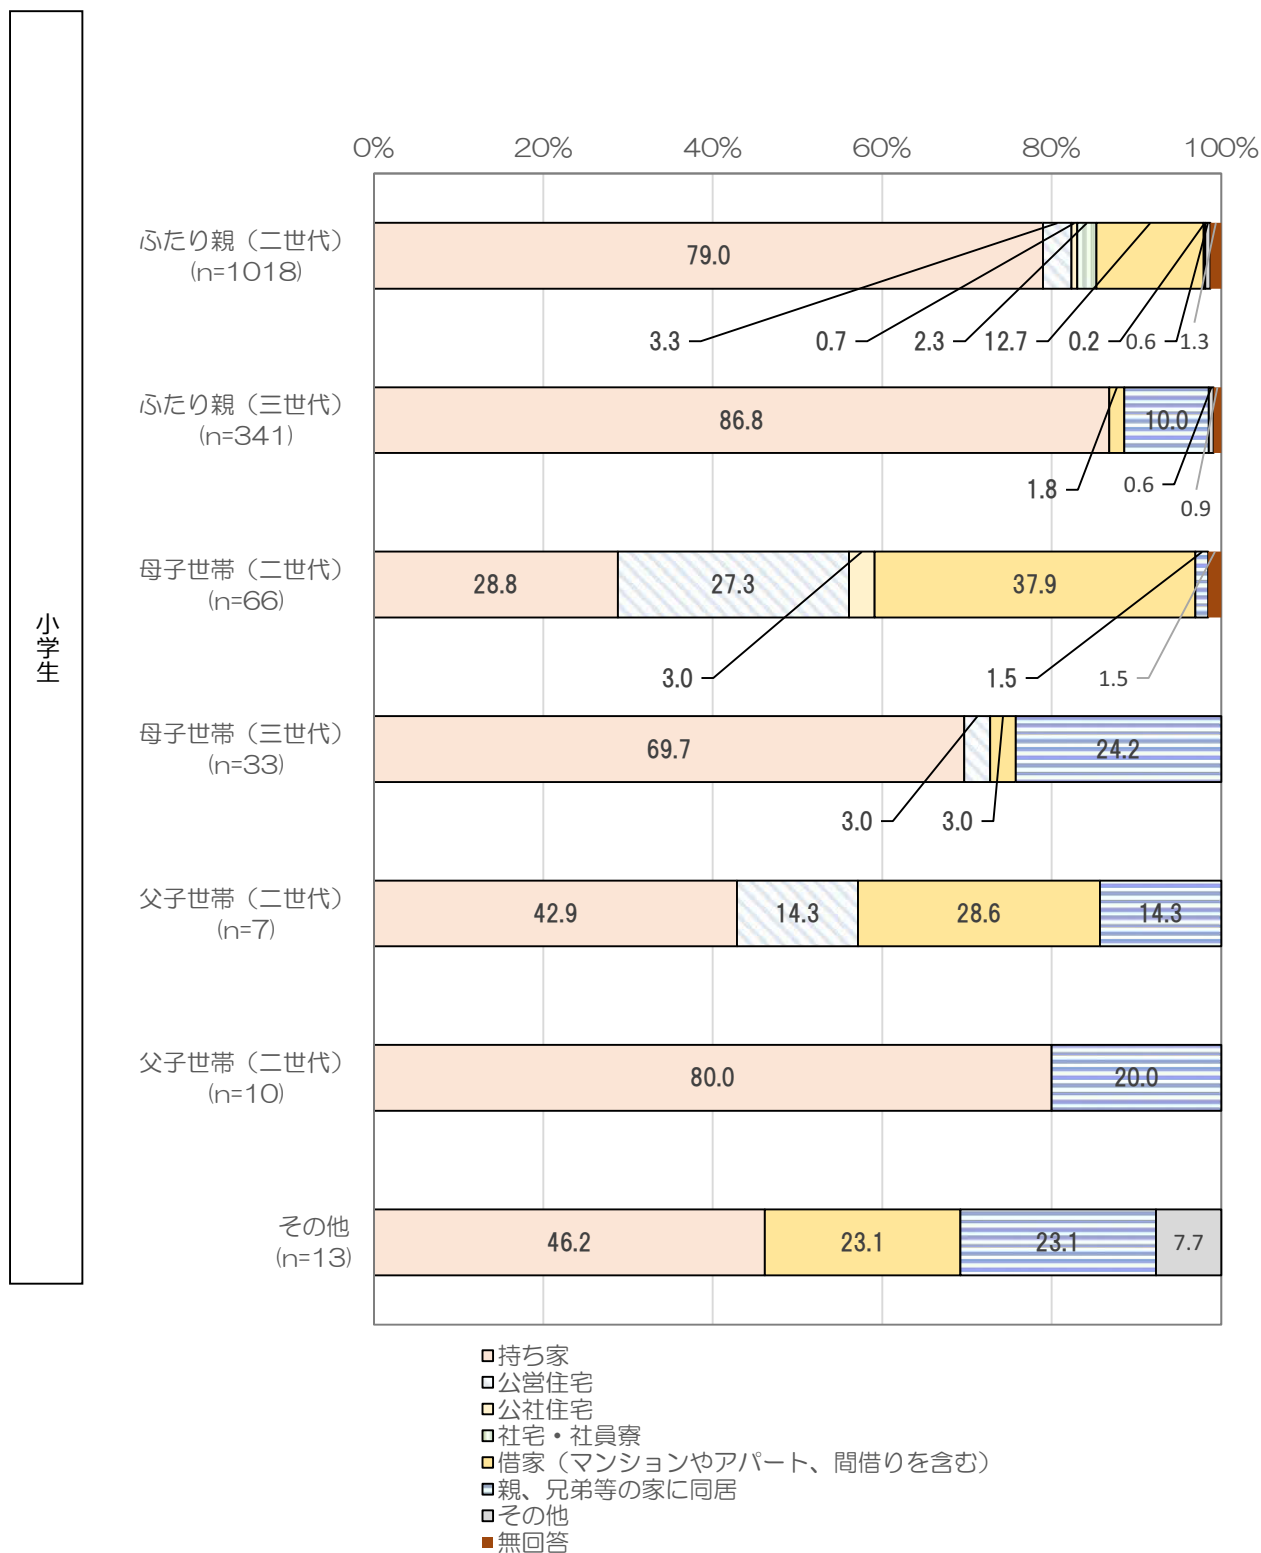 小学生
0% 20% 40% 60% 80% 100%
ふたり親（二世代）
(n=1018)
79.0
3.3 0.7 2.3 12.7 0.2 0.6 1.3
ふたり親（三世代）
(n=341)
86.8 10.0
1.8 0.6 0.9
母子世帯（二世代）
(n=66)
28.8 27.3 37.9
3.0 1.5 1.5
母子世帯（三世代）
(n=33)
69.7 24.2
3.0 3.0
父子世帯（二世代）
(n=7)
42.9 14.3 28.6 14.3
父子世帯（二世代）
(n=10)
80.0 20.0
その他
(n=13)
46.2 23.1 23.1 7.7
持ち家
公営住宅
公社住宅
社宅・社員寮
借家（マンションやアパート、間借りを含む）
親、兄弟等の家に同居
その他
無回答